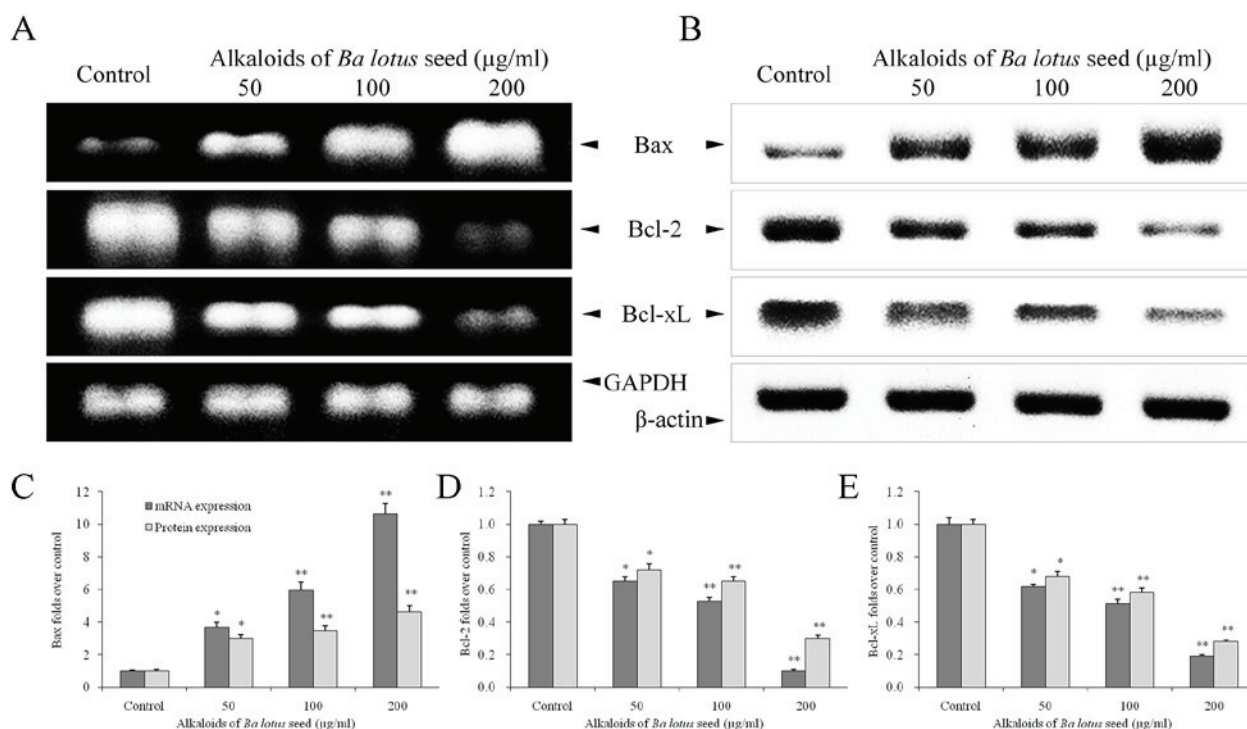 A
Alkaloids of Ba lotus seed (µg/ml)
Control 50 100 200
B
Alkaloids of Ba lotus seed (µg/ml)
Control 50 100 200
Bax
Bcl-2
Bcl-xL
GAPDH
β-actin
C
12
10
8
6
4
2
0
Bax folds over control
mRNA expression
Protein expression
* * ** ** ** **
Control 50 100 200
Alkaloids of Ba lotus seed (µg/ml)
D
1.2
1.0
0.8
0.6
0.4
0.2
0.0
Bcl-2 folds over control
* * ** ** ** **
Control 50 100 200
Alkaloids of Ba lotus seed (µg/ml)
E
1.2
1.0
0.8
0.6
0.4
0.2
0.0
Bcl-xL folds over control
* * ** ** ** **
Control 50 100 200
Alkaloids of Ba lotus seed (µg/ml)